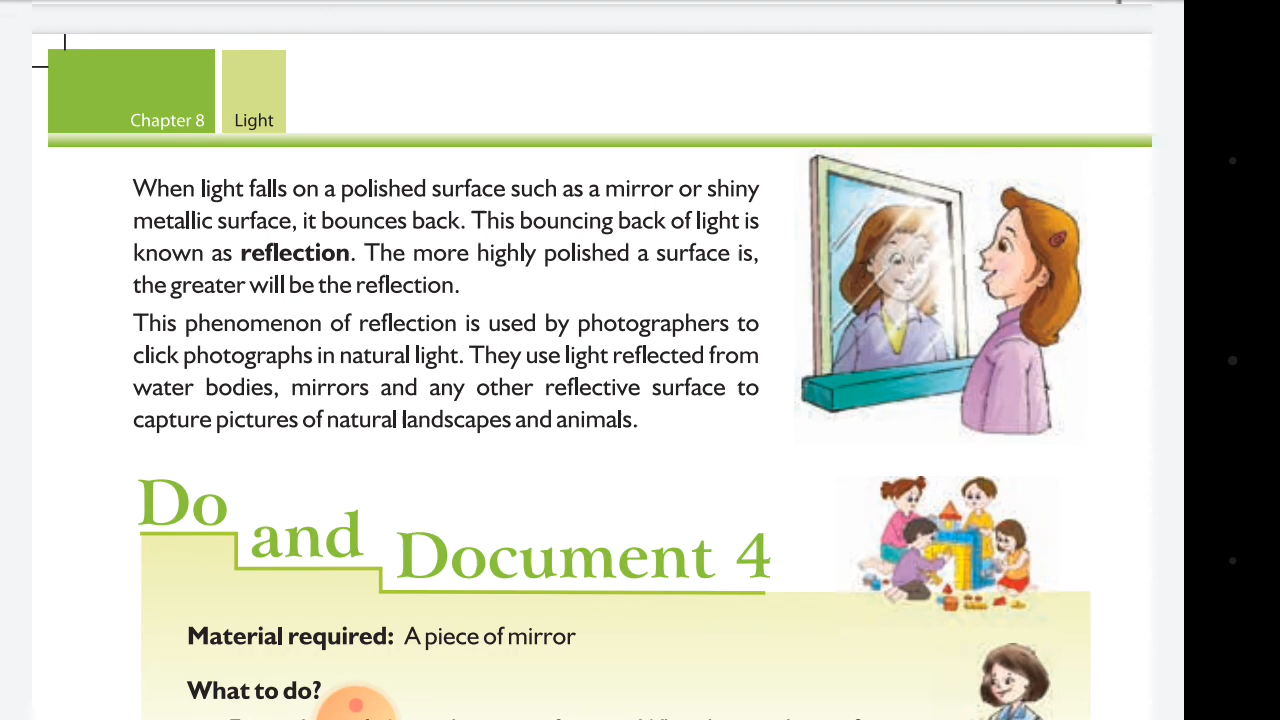 Chapter 8
Light
When light falls on a polished surface such as a mirror or shiny
metallic surface, it bounces back. This bouncing back of light is
known as reflection. The more highly polished a surface is,
the greater will be the reflection.
This phenomenon of reflection is used by photographers to
click photographs in natural light. They use light reflected from
water bodies, mirrors and any other reflective surface to
capture pictures of natural landscapes and animals.
Do and Document 4
Material required: A piece of mirror
What to do?